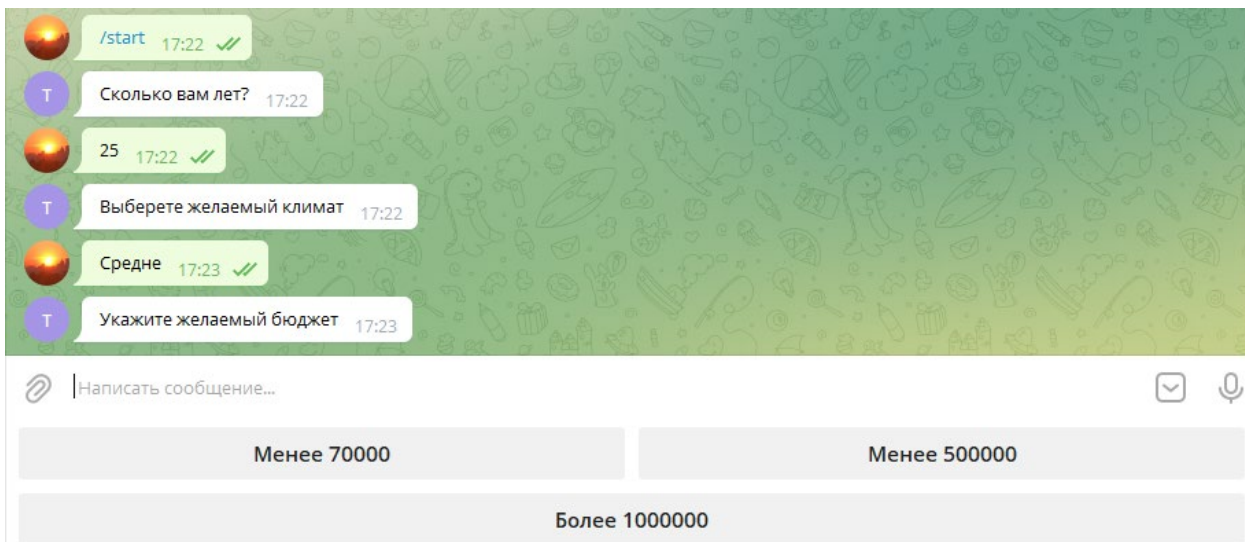 /start 17:22
T
Сколько вам лет? 17:22
25 17:22
T
Выберете желаемый климат 17:22
Средне 17:23
T
Укажите желаемый бюджет 17:23
Написать сообщение...
Менее 70000
Менее 500000
Более 1000000